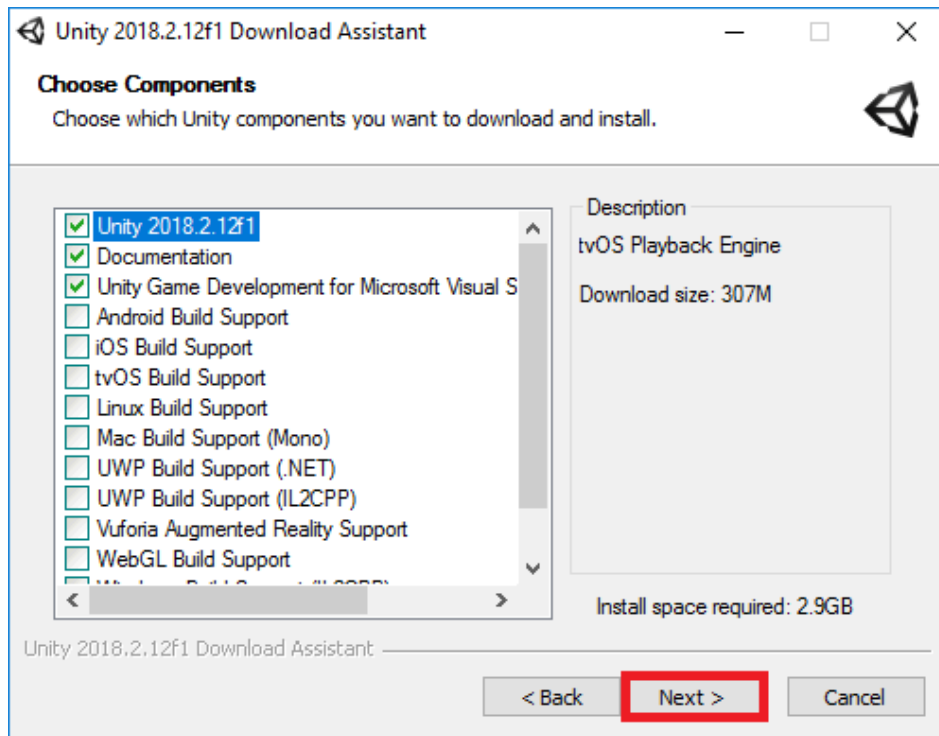 Unity 2018.2.12f1 Download Assistant
Choose Components
Choose which Unity components you want to download and install.
Unity 2018.2.12f1
Documentation
Unity Game Development for Microsoft Visual S
Android Build Support
iOS Build Support
tvOS Build Support
Linux Build Support
Mac Build Support (Mono)
UWP Build Support (.NET)
UWP Build Support (IL2CPP)
Vuforia Augmented Reality Support
WebGL Build Support
Description
tvOS Playback Engine
Download size: 307M
Install space required: 2.9GB
Unity 2018.2.12f1 Download Assistant
< Back
Next >
Cancel